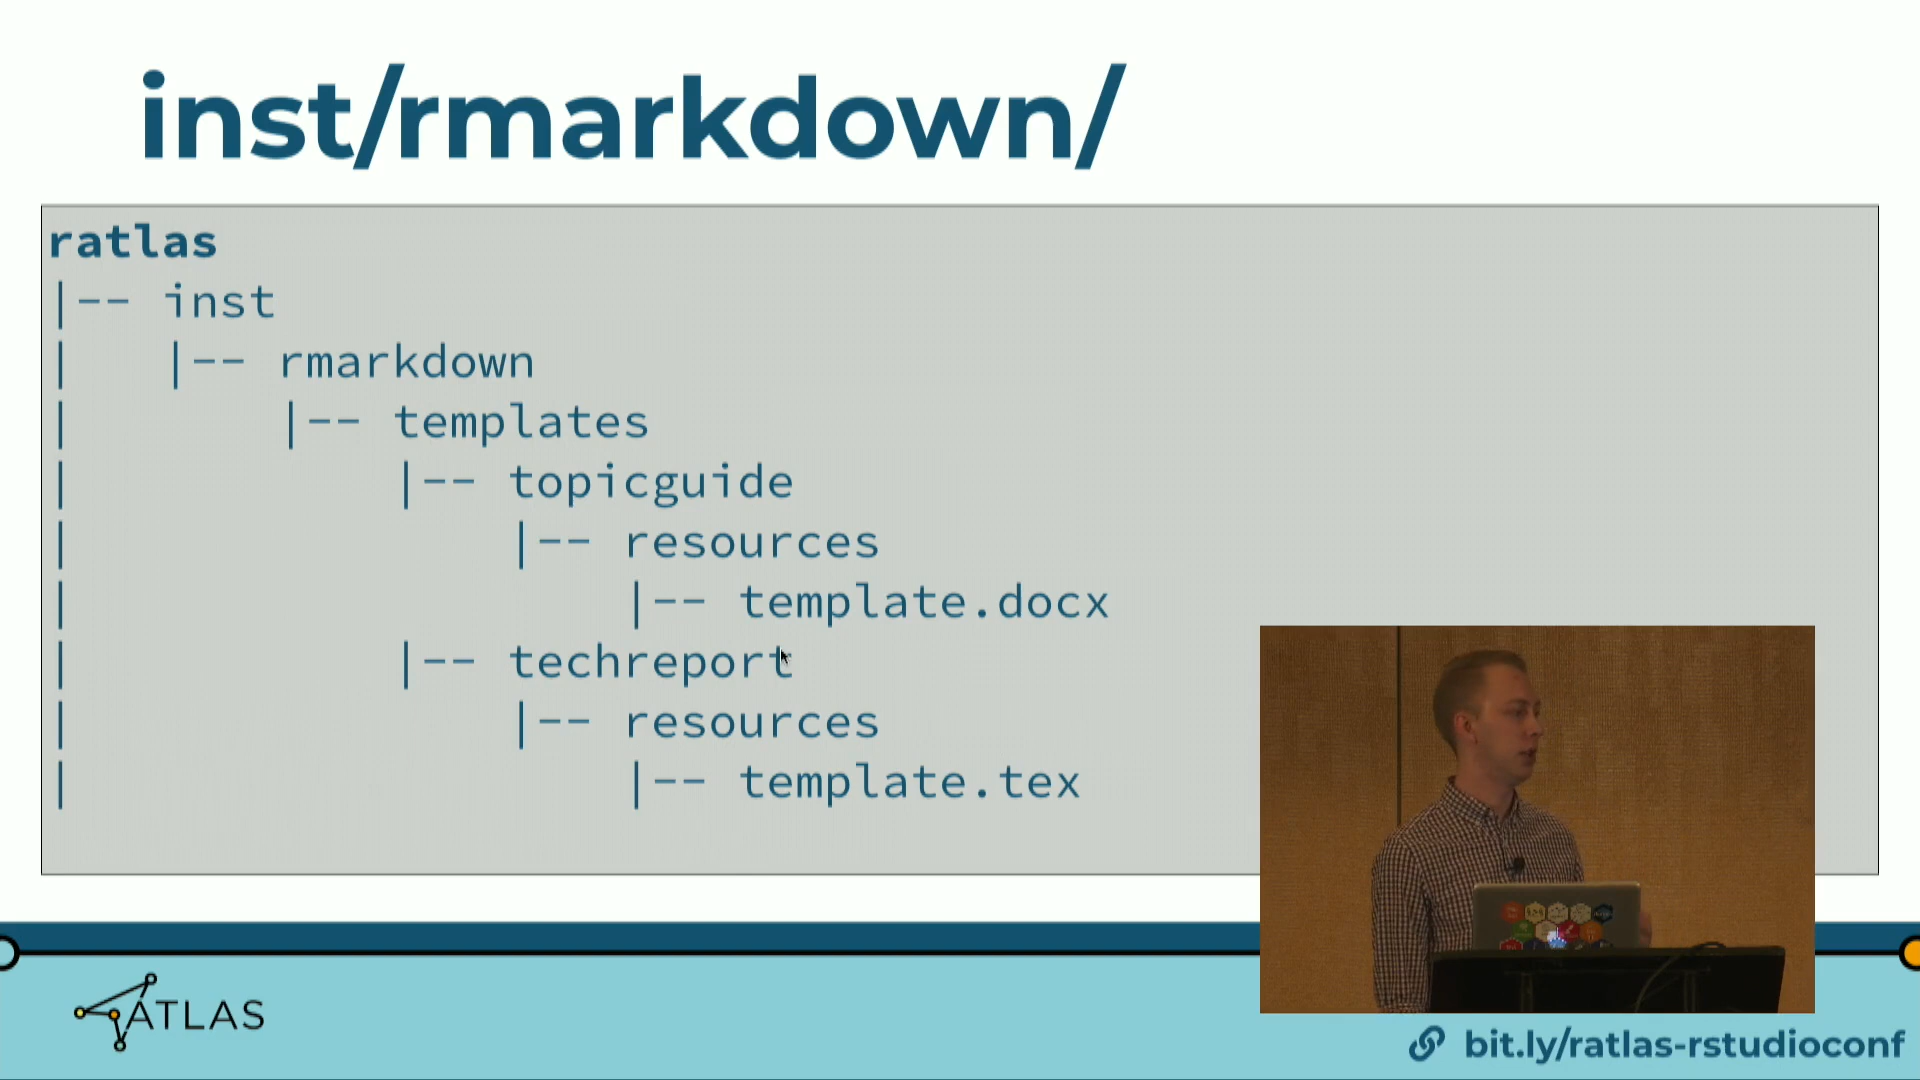 inst/rmarkdown/
ratlas
|-- inst
|   |-- rmarkdown
|       |-- templates
|           |-- topicguide
|               |-- resources
|                   |-- template.docx
|           |-- techreport
|               |-- resources
|                   |-- template.tex
ATLAS
bit.ly/ratlas-rstudioconf